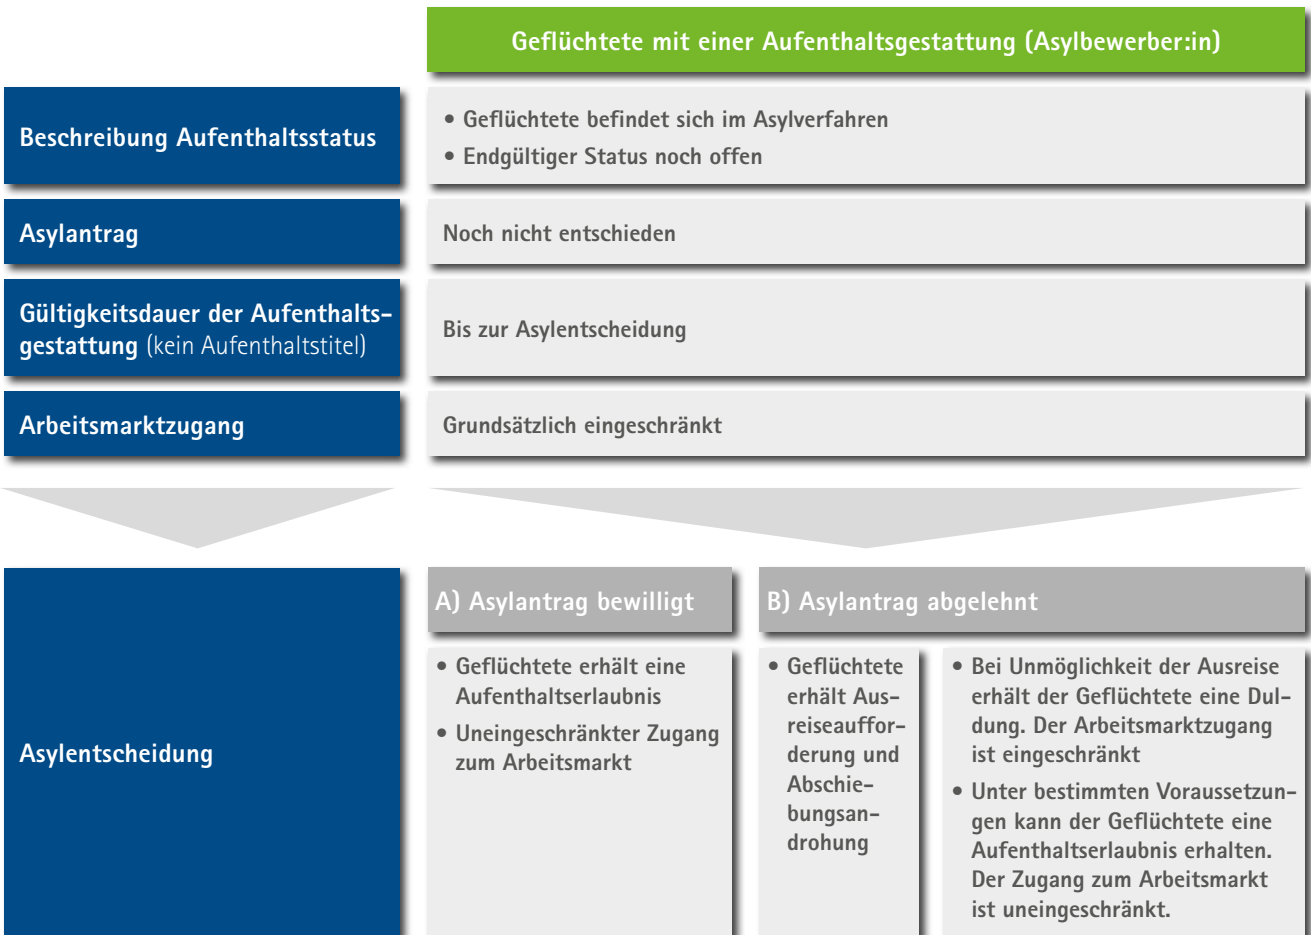 Geflüchtete mit einer Aufenthaltsgestattung (Asylbewerber:in)
Beschreibung Aufenthaltsstatus
• Geflüchtete befindet sich im Asylverfahren
• Endgültiger Status noch offen
Asylantrag
Noch nicht entschieden
Gültigkeitsdauer der Aufenthalts-
gestattung (kein Aufenthaltstitel)
Bis zur Asylentscheidung
Arbeitsmarktzugang
Grundsätzlich eingeschränkt
Asylentscheidung
A) Asylantrag bewilligt
• Geflüchtete erhält eine
Aufenthaltserlaubnis
• Uneingeschränkter Zugang
zum Arbeitsmarkt
B) Asylantrag abgelehnt
• Geflüchtete
erhält Aus-
reiseauffor-
derung und
Abschie-
bungsan-
drohung
• Bei Unmöglichkeit der Ausreise
erhält der Geflüchtete eine Dul-
dung. Der Arbeitsmarktzugang
ist eingeschränkt
• Unter bestimmten Voraussetzun-
gen kann der Geflüchtete eine
Aufenthaltserlaubnis erhalten.
Der Zugang zum Arbeitsmarkt
ist uneingeschränkt.